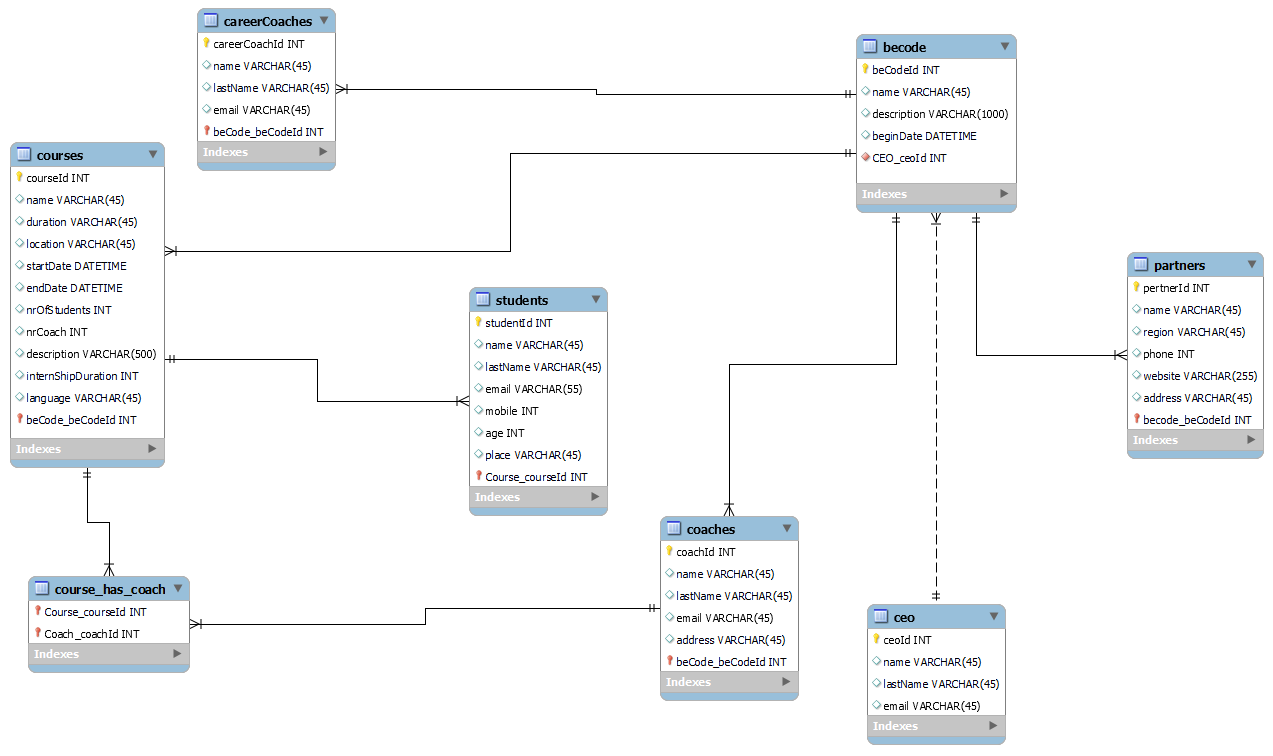 careerCoaches
careerCoachId INT
name VARCHAR(45)
lastName VARCHAR(45)
email VARCHAR(45)
beCode_beCodeId INT
Indexes
becode
beCodeId INT
name VARCHAR(45)
description VARCHAR(1000)
beginDate DATETIME
CEO_ceoId INT
Indexes
courses
courseId INT
name VARCHAR(45)
duration VARCHAR(45)
location VARCHAR(45)
startDate DATETIME
endDate DATETIME
nrOfStudents INT
nrCoach INT
description VARCHAR(500)
internShipDuration INT
language VARCHAR(45)
beCode_beCodeId INT
Indexes
students
studentId INT
name VARCHAR(45)
lastName VARCHAR(45)
email VARCHAR(55)
mobile INT
age INT
place VARCHAR(45)
Course_courseId INT
Indexes
partners
pertnerId INT
name VARCHAR(45)
region VARCHAR(45)
phone INT
website VARCHAR(255)
address VARCHAR(45)
becode_beCodeId INT
Indexes
course_has_coach
Course_courseId INT
Coach_coachId INT
Indexes
coaches
coachId INT
name VARCHAR(45)
lastName VARCHAR(45)
email VARCHAR(45)
address VARCHAR(45)
beCode_beCodeId INT
Indexes
ceo
ceoId INT
name VARCHAR(45)
lastName VARCHAR(45)
email VARCHAR(45)
Indexes